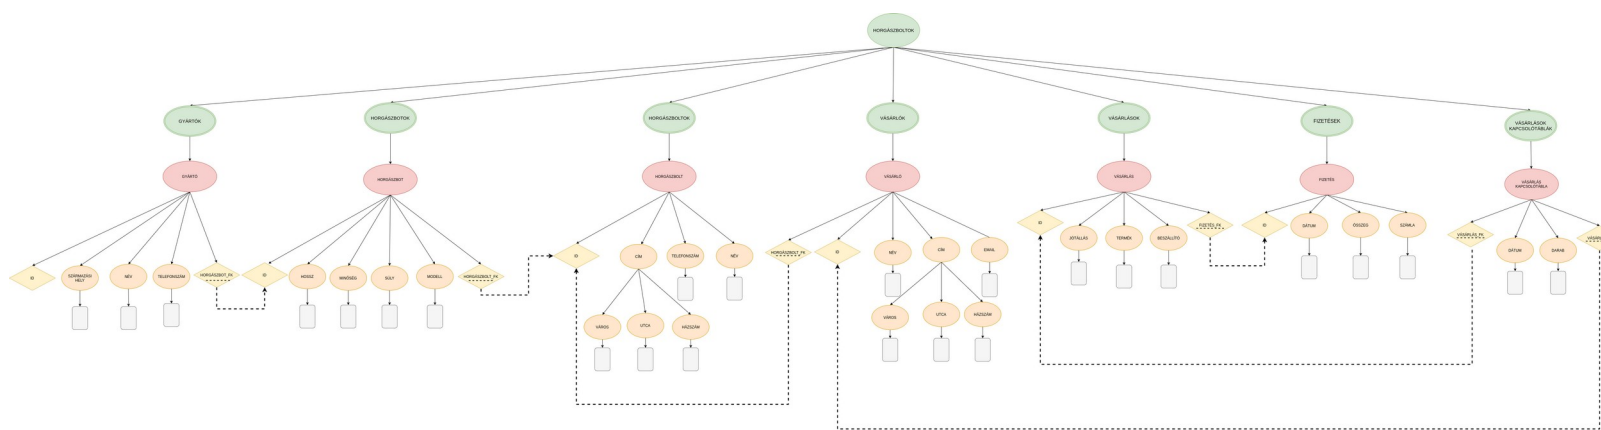 HORGÁSZBOLTOK
GYÁRTÓK
HORGÁSZBOTOK
HORGÁSZBOLTOK
VÁSÁRLÓK
VÁSÁRLÁSOK
FIZETÉSEK
VÁSÁRLÁSOK
KAPCSOLÓTÁBLÁK
GYÁRTÓ
HORGÁSZBOT
HORGÁSZBOLT
VÁSÁRLÓ
VÁSÁRLÁS
FIZETÉS
VÁSÁRLÁS
KAPCSOLÓTÁBLA
ID
SZÁRMAZÁSI
HELY
NÉV
TELEFONSZÁM
HORGÁSZBOT_FK
ID
HOSSZ
MINŐSÉG
SÚLY
MODELL
HORGÁSZBOLT_FK
ID
CÍM
TELEFONSZÁM
NÉV
VÁROS
UTCA
HÁZSZÁM
HORGÁSZBOLT_FK
ID
NÉV
CÍM
EMAIL
VÁROS
UTCA
HÁZSZÁM
ID
JÓTÁLLÁS
TERMÉK
BESZÁLLÍTÓ
FIZETÉS_FK
ID
DÁTUM
ÖSSZEG
SZÁMLA
VÁSÁRLÁS_FK
DÁTUM
DARAB